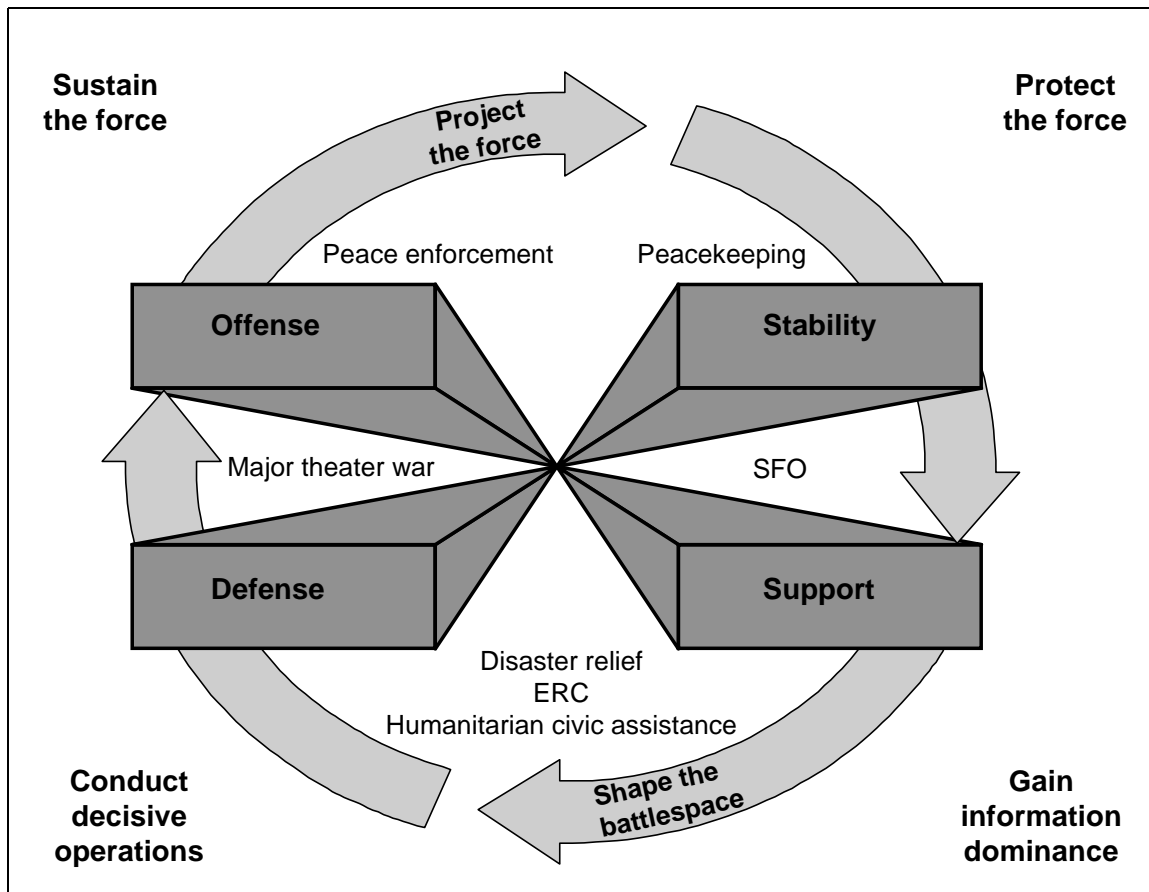 Sustain
the force
Project
the force
Protect
the force
Peace enforcement
Peacekeeping
Offense
Stability
Major theater war
SFO
Defense
Support
Disaster relief
ERC
Humanitarian civic assistance
Conduct
decisive
operations
Shape the
battlespace
Gain
information
dominance